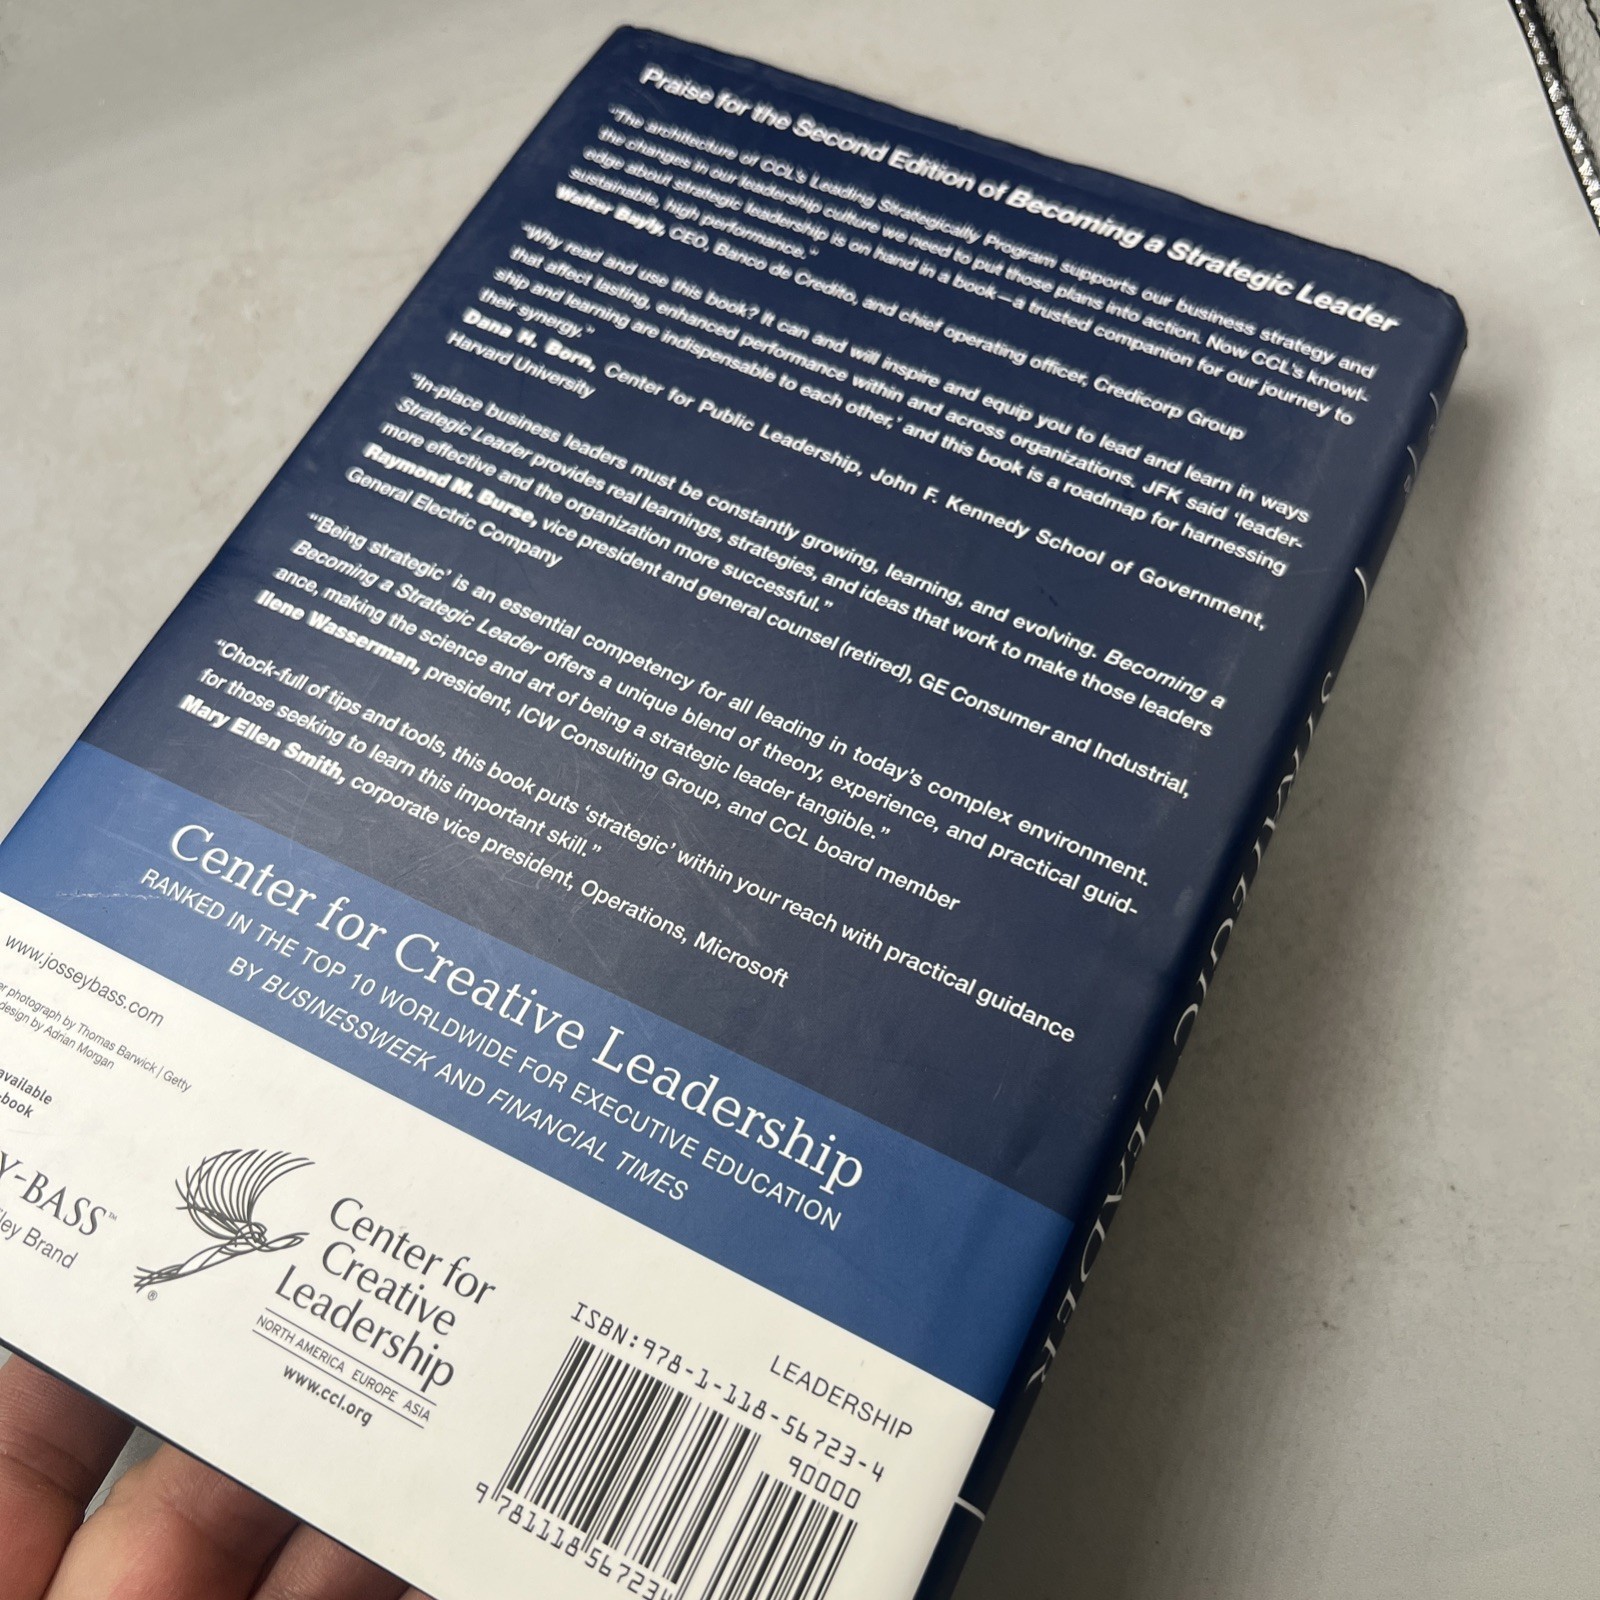 Praise for the Second Edition of Becoming a Strategic Leader
"The architecture of CCL's Leading Strategically Program supports our business strategy and
the changes in our leadership culture we need to put those plans into action. Now CCL's knowl-
edge about strategic leadership is on hand in a book—a trusted companion for our journey to
sustainable, high performance."
Walter Bayly, CEO, Banco de Credito, and chief operating officer, Credicorp Group
"Why read and use this book? It can and will inspire and equip you to lead and learn in ways
that affect lasting, enhanced performance within and across organizations. JFK said 'leader-
ship and learning are indispensable to each other,' and this book is a roadmap for harnessing
their synergy."
Dana H. Born, Center for Public Leadership, John F. Kennedy School of Government,
Harvard University
"In-place business leaders must be constantly growing, learning, and evolving. Becoming a
Strategic Leader provides real learnings, strategies, and ideas that work to make those leaders
more effective and the organization more successful."
Raymond M. Burse, vice president and general counsel (retired), GE Consumer and Industrial,
General Electric Company
"'Being strategic' is an essential competency for all leading in today's complex environment.
Becoming a Strategic Leader offers a unique blend of theory, experience, and practical guid-
ance, making the science and art of being a strategic leader tangible."
Ilene Wasserman, president, ICW Consulting Group, and CCL board member
"Chock-full of tips and tools, this book puts 'strategic' within your reach with practical guidance
for those seeking to learn this important skill."
Mary Ellen Smith, corporate vice president, Operations, Microsoft
Center for Creative Leadership
RANKED IN THE TOP 10 WORLDWIDE FOR EXECUTIVE EDUCATION
BY BUSINESSWEEK AND FINANCIAL TIMES
www.josseybass.com
photograph by Thomas Barwick | Getty
design by Adrian Morgan
available
-book
Y-BASS™
ley Brand
®
Center for
Creative
Leadership
NORTH AMERICA EUROPE ASIA
www.ccl.org
LEADERSHIP
ISBN:978-1-118-56723-4
90000
9 781118 567234
STRATEGIC LEADER